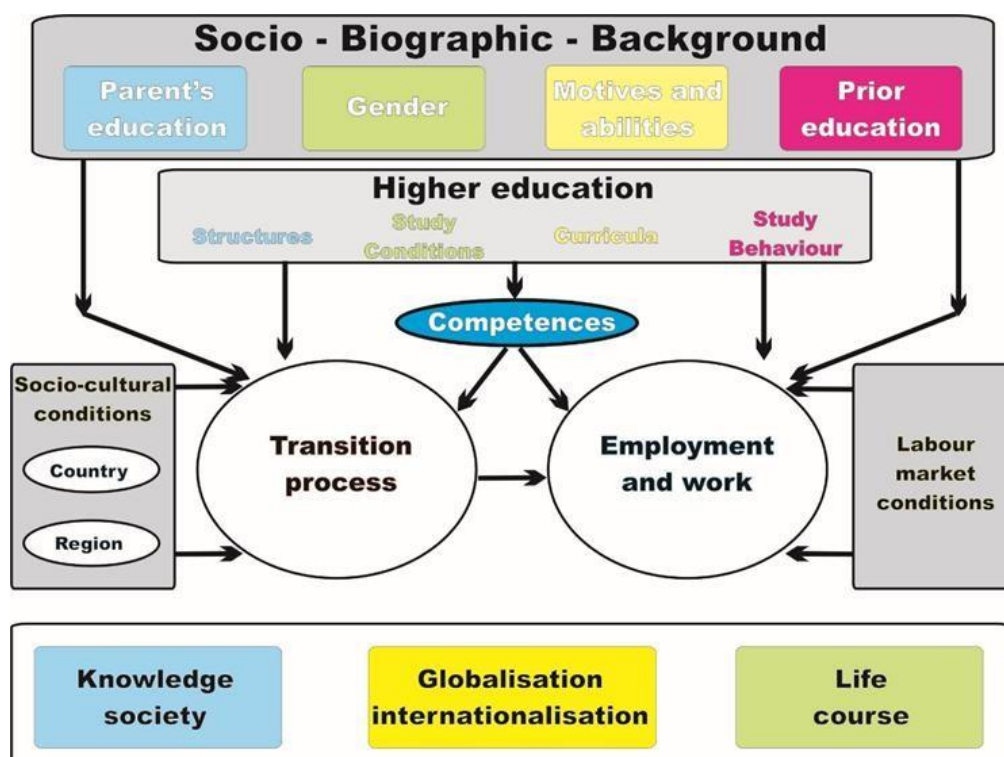 Socio - Biographic - Background
Parent's
education
Gender
Motives and
abilities
Prior
education
Higher education
Structures
Study
Conditions
Curricula
Study
Behaviour
Competences
Socio-cultural
conditions
Country
Region
Transition
process
Employment
and work
Labour
market
conditions
Knowledge
society
Globalisation
internationalisation
Life
course